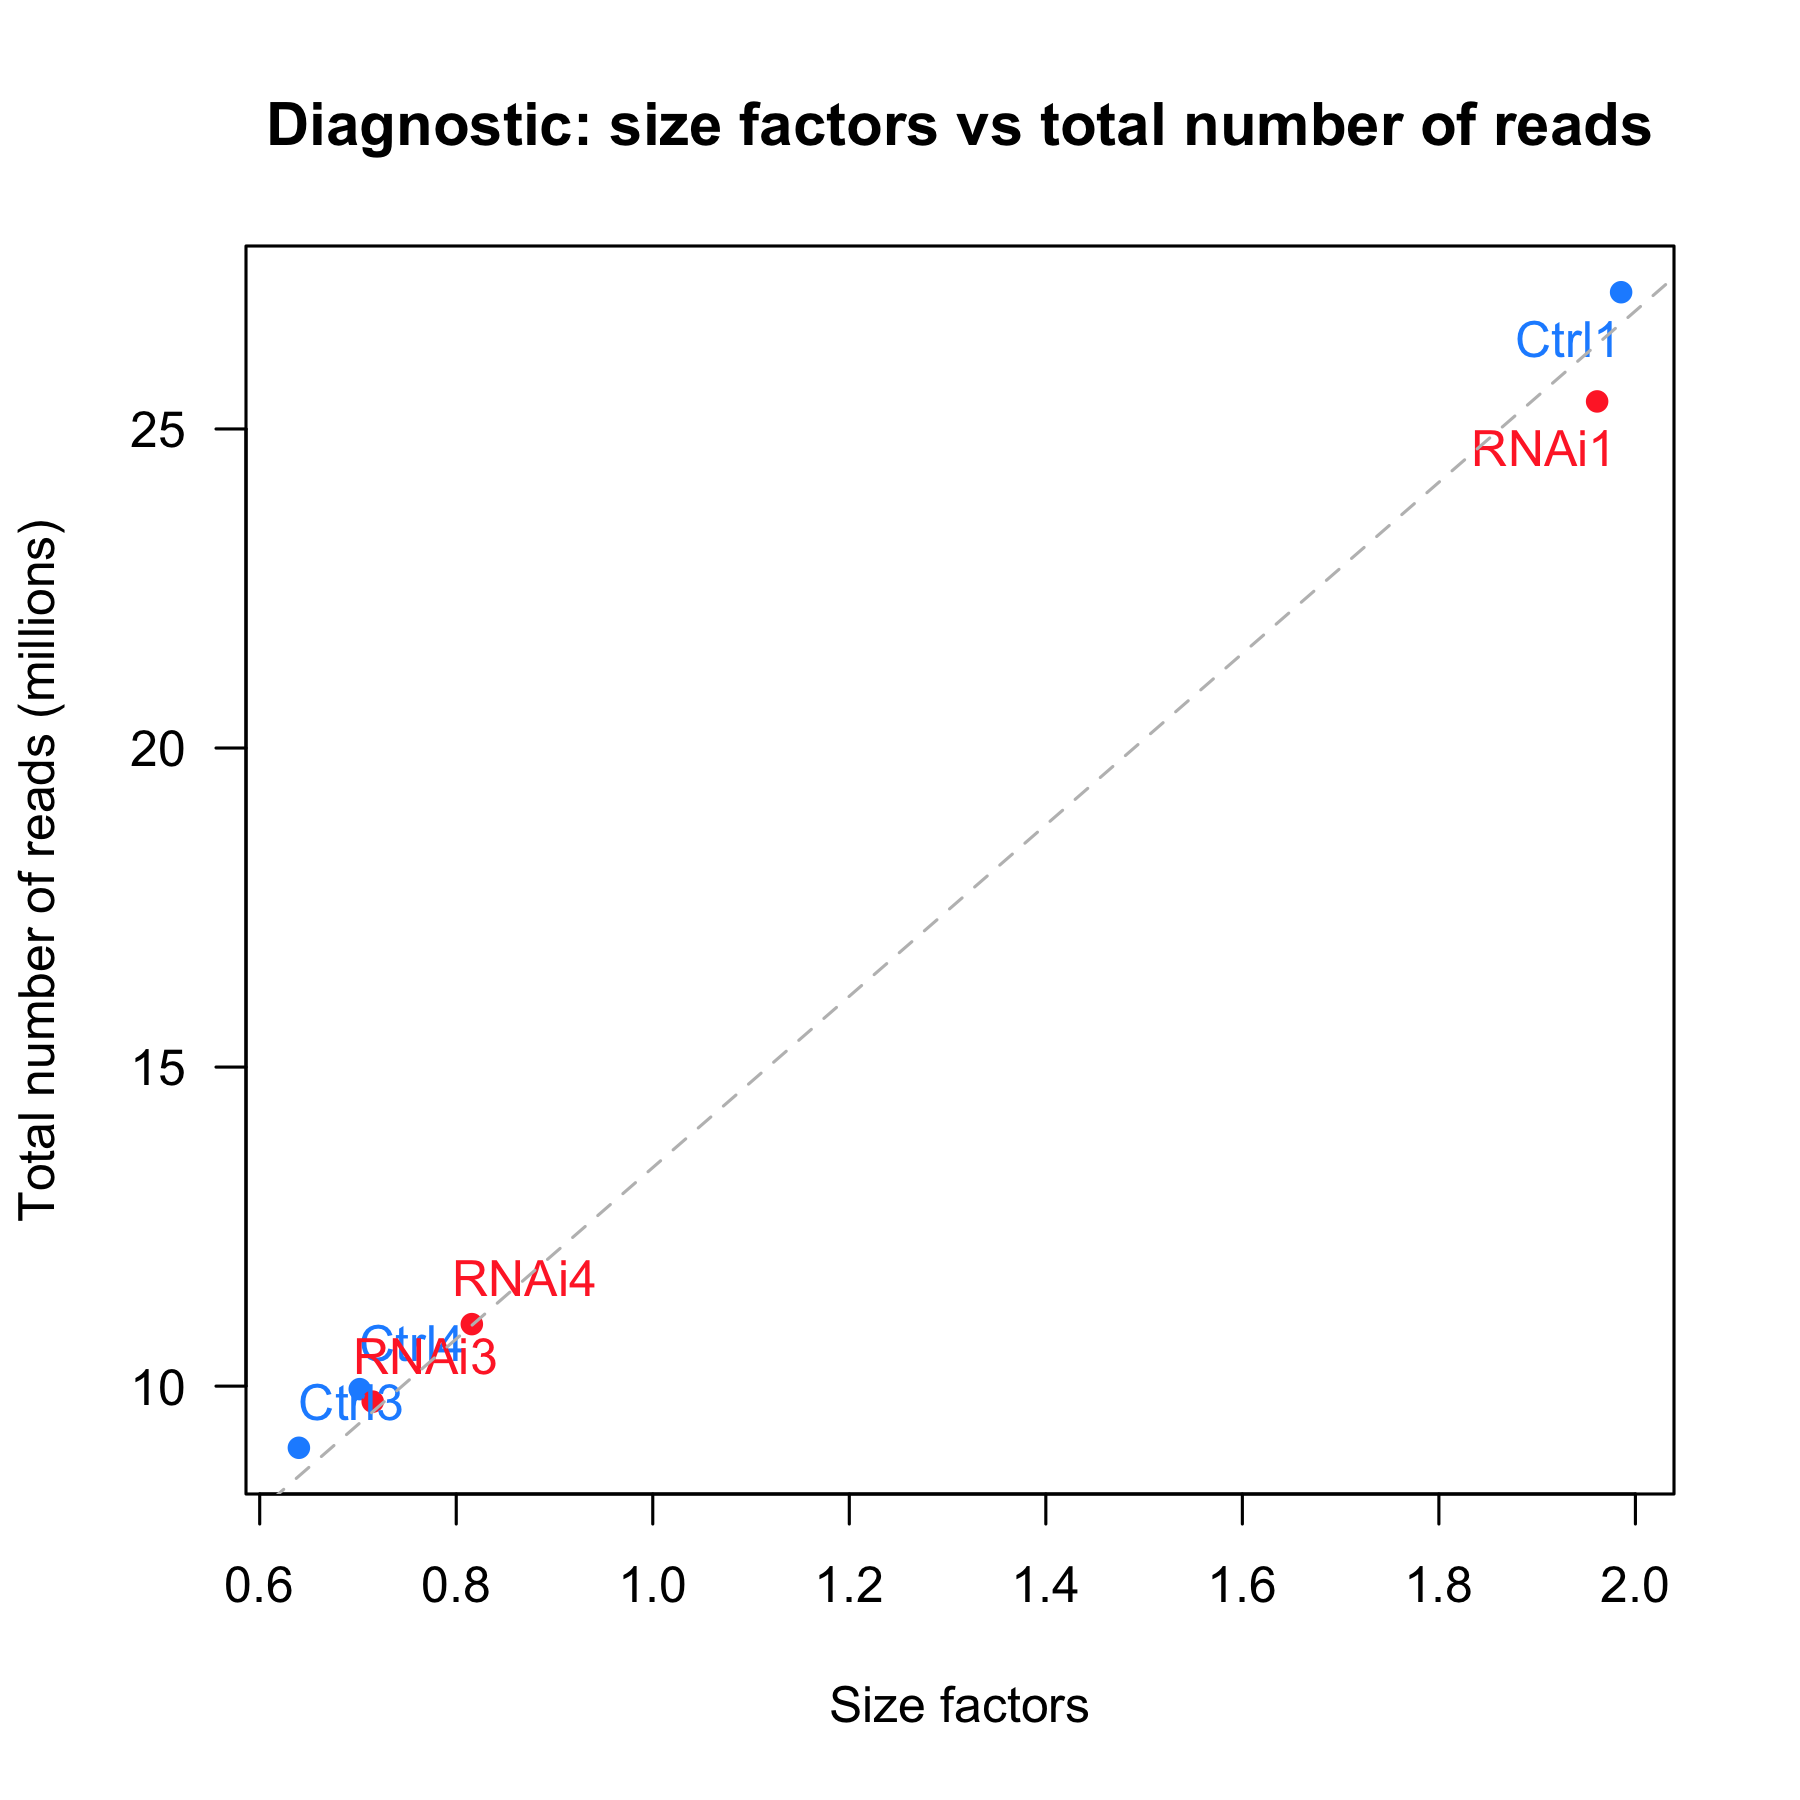 Diagnostic: size factors vs total number of reads
Total number of reads (millions)
25
20
15
10
Ctrl1
RNAi1
RNAi4
Ctrl4
RNAi3
Ctrl3
0.6 0.8 1.0 1.2 1.4 1.6 1.8 2.0
Size factors